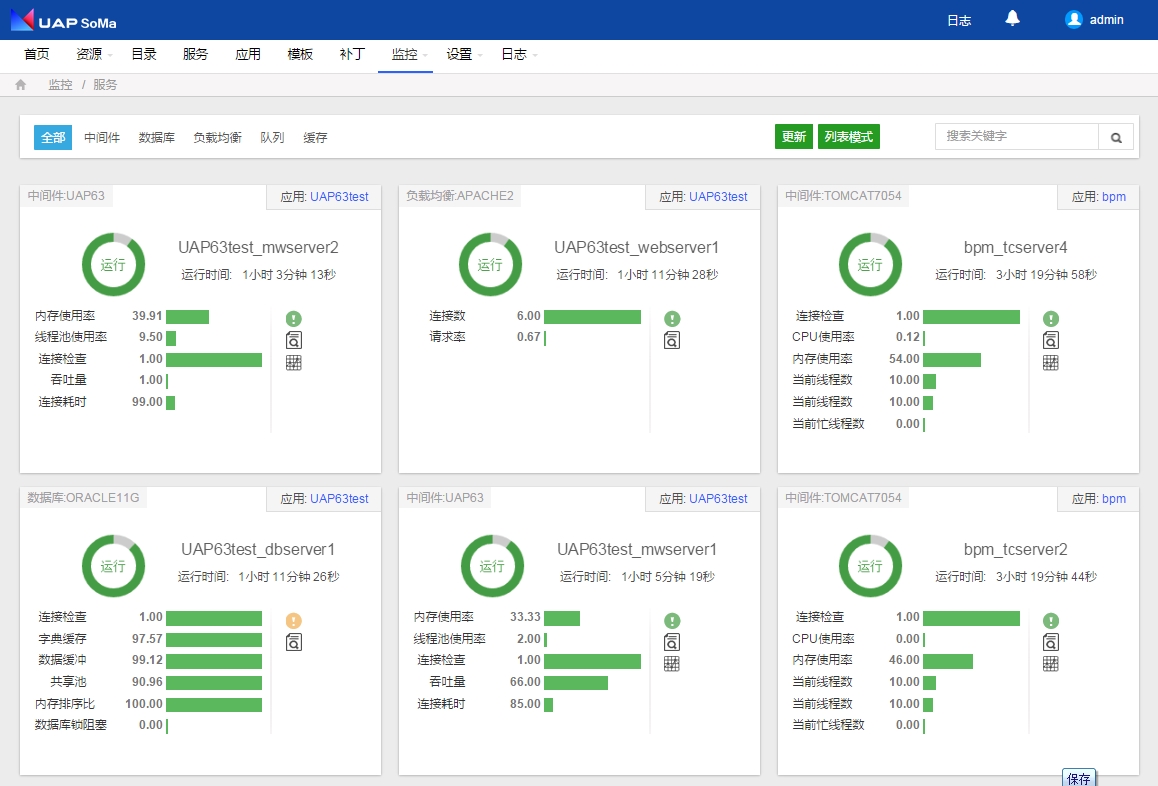 UAP SoMa
日志
admin
首页 资源 目录 服务 应用 模板 补丁 监控 设置 日志
监控 / 服务
全部 中间件 数据库 负载均衡 队列 缓存
更新 列表模式 搜索关键字
中间件:UAP63 应用: UAP63test
运行
UAP63test_mwserver2
运行时间: 1小时 3分钟 13秒
内存使用率 39.91
线程池使用率 9.50
连接检查 1.00
吞吐量 1.00
连接耗时 99.00
负载均衡:APACHE2 应用: UAP63test
运行
UAP63test_webserver1
运行时间: 1小时 11分钟 28秒
连接数 6.00
请求率 0.67
中间件:TOMCAT7054 应用: bpm
运行
bpm_tcserver4
运行时间: 3小时 19分钟 58秒
连接检查 1.00
CPU使用率 0.12
内存使用率 54.00
当前线程数 10.00
当前线程数 10.00
当前忙线程数 0.00
数据库:ORACLE11G 应用: UAP63test
运行
UAP63test_dbserver1
运行时间: 1小时 11分钟 26秒
连接检查 1.00
字典缓存 97.57
数据缓冲 99.12
共享池 90.96
内存排序比 100.00
数据库锁阻塞 0.00
中间件:UAP63 应用: UAP63test
运行
UAP63test_mwserver1
运行时间: 1小时 5分钟 19秒
内存使用率 33.33
线程池使用率 2.00
连接检查 1.00
吞吐量 66.00
连接耗时 85.00
中间件:TOMCAT7054 应用: bpm
运行
bpm_tcserver2
运行时间: 3小时 19分钟 44秒
连接检查 1.00
CPU使用率 0.00
内存使用率 46.00
当前线程数 10.00
当前线程数 10.00
当前忙线程数 0.00
保存